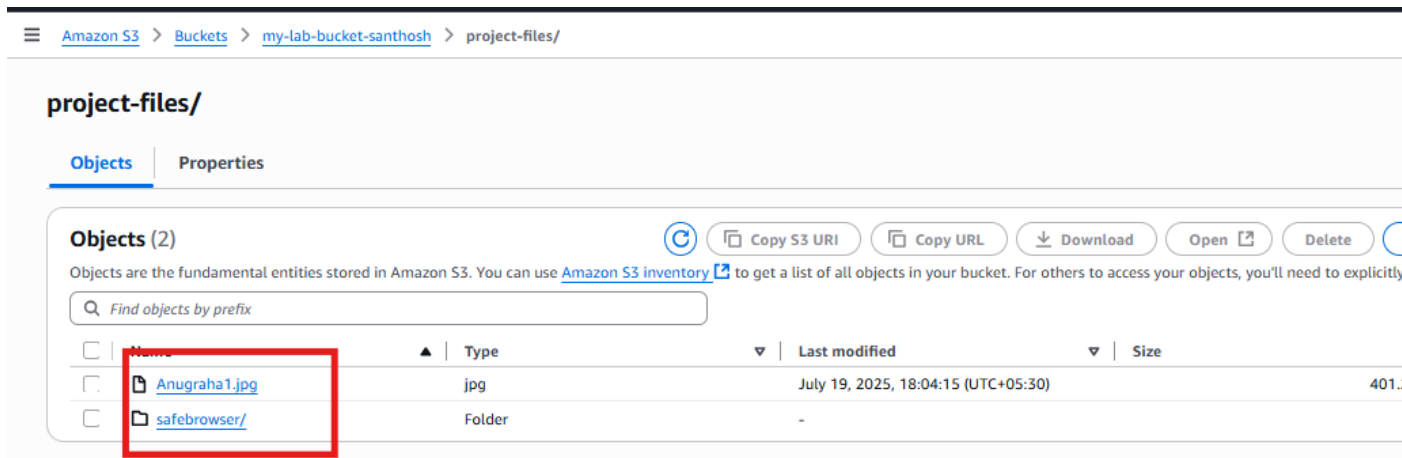 Amazon S3 > Buckets > my-lab-bucket-santhosh > project-files/
project-files/
Objects Properties
Objects (2) Copy S3 URI Copy URL Download Open Delete
Objects are the fundamental entities stored in Amazon S3. You can use Amazon S3 inventory to get a list of all objects in your bucket. For others to access your objects, you'll need to explicitly
Find objects by prefix
Name Type Last modified Size
Anugraha1.jpg jpg July 19, 2025, 18:04:15 (UTC+05:30) 401.
safebrowser/ Folder -